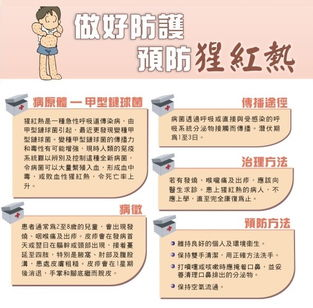 做好防護
預防猩紅熱
病原體 — 甲型鏈球菌
猩紅熱是一種急性呼吸道傳染病，由
甲型鏈球菌引起。最近更發現變種甲
型鏈球菌。變種甲型鏈球菌的傳播力
和毒性有可能增強，現時人類的免疫
系統難以辨別及控制這種全新病菌，
令病菌可以大量繁殖入血，形成血中
毒，或敗血性猩紅熱，令死亡率上
升。
病徵
患者通常為2至8歲的兒童，會出現發
燒，咽喉痛及出疹。皮疹會在發病首
天或翌日在軀幹或頭部出現，接着蔓
延至四肢，特別是腋窩、肘部及腹股
溝。患處皮膚粗糙，皮疹會在1星期
後消退，手掌和腳底繼而脫皮。
傳播途徑
病菌透過呼吸或直接與受感染的呼
吸系統分泌物接觸而傳播。潛伏期
為1至3日。
治理方法
若有發燒、喉嚨痛及出疹，應該向
醫生求診。患上猩紅熱的病人，不
應上學，直至完全康復為止。
預防方法
維持良好的個人及環境衞生。
保持雙手清潔，用正確方法洗手。
打噴嚏或咳嗽時應掩着口鼻，並妥
善清理口鼻排出的分泌物。
保持空氣流通。